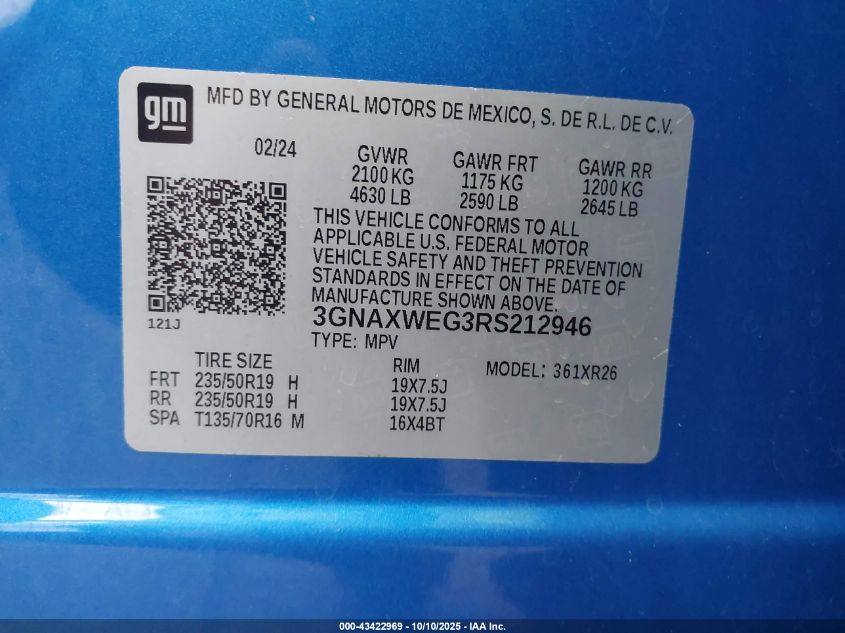 gm
MFD BY GENERAL MOTORS DE MEXICO, S. DE R.L. DE C.V.
02/24
GVWR
2100 KG
4630 LB
GAWR FRT
1175 KG
2590 LB
GAWR RR
1200 KG
2645 LB
THIS VEHICLE CONFORMS TO ALL
APPLICABLE U.S. FEDERAL MOTOR
VEHICLE SAFETY AND THEFT PREVENTION
STANDARDS IN EFFECT ON THE DATE OF
MANUFACTURE SHOWN ABOVE.
121J
3GNAXWEG3RS212946
TYPE: MPV
MODEL: 361XR26
TIRE SIZE RIM
FRT 235/50R19 H 19X7.5J
RR 235/50R19 H 19X7.5J
SPA T135/70R16 M 16X4BT
000-43422969 - 10/10/2025 - IAA Inc.